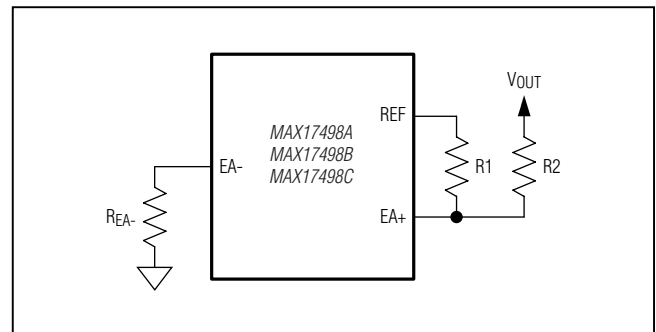 VOUT
REF
MAX17498A
MAX17498B
MAX17498C
EA-
R1
R2
REA-
EA+